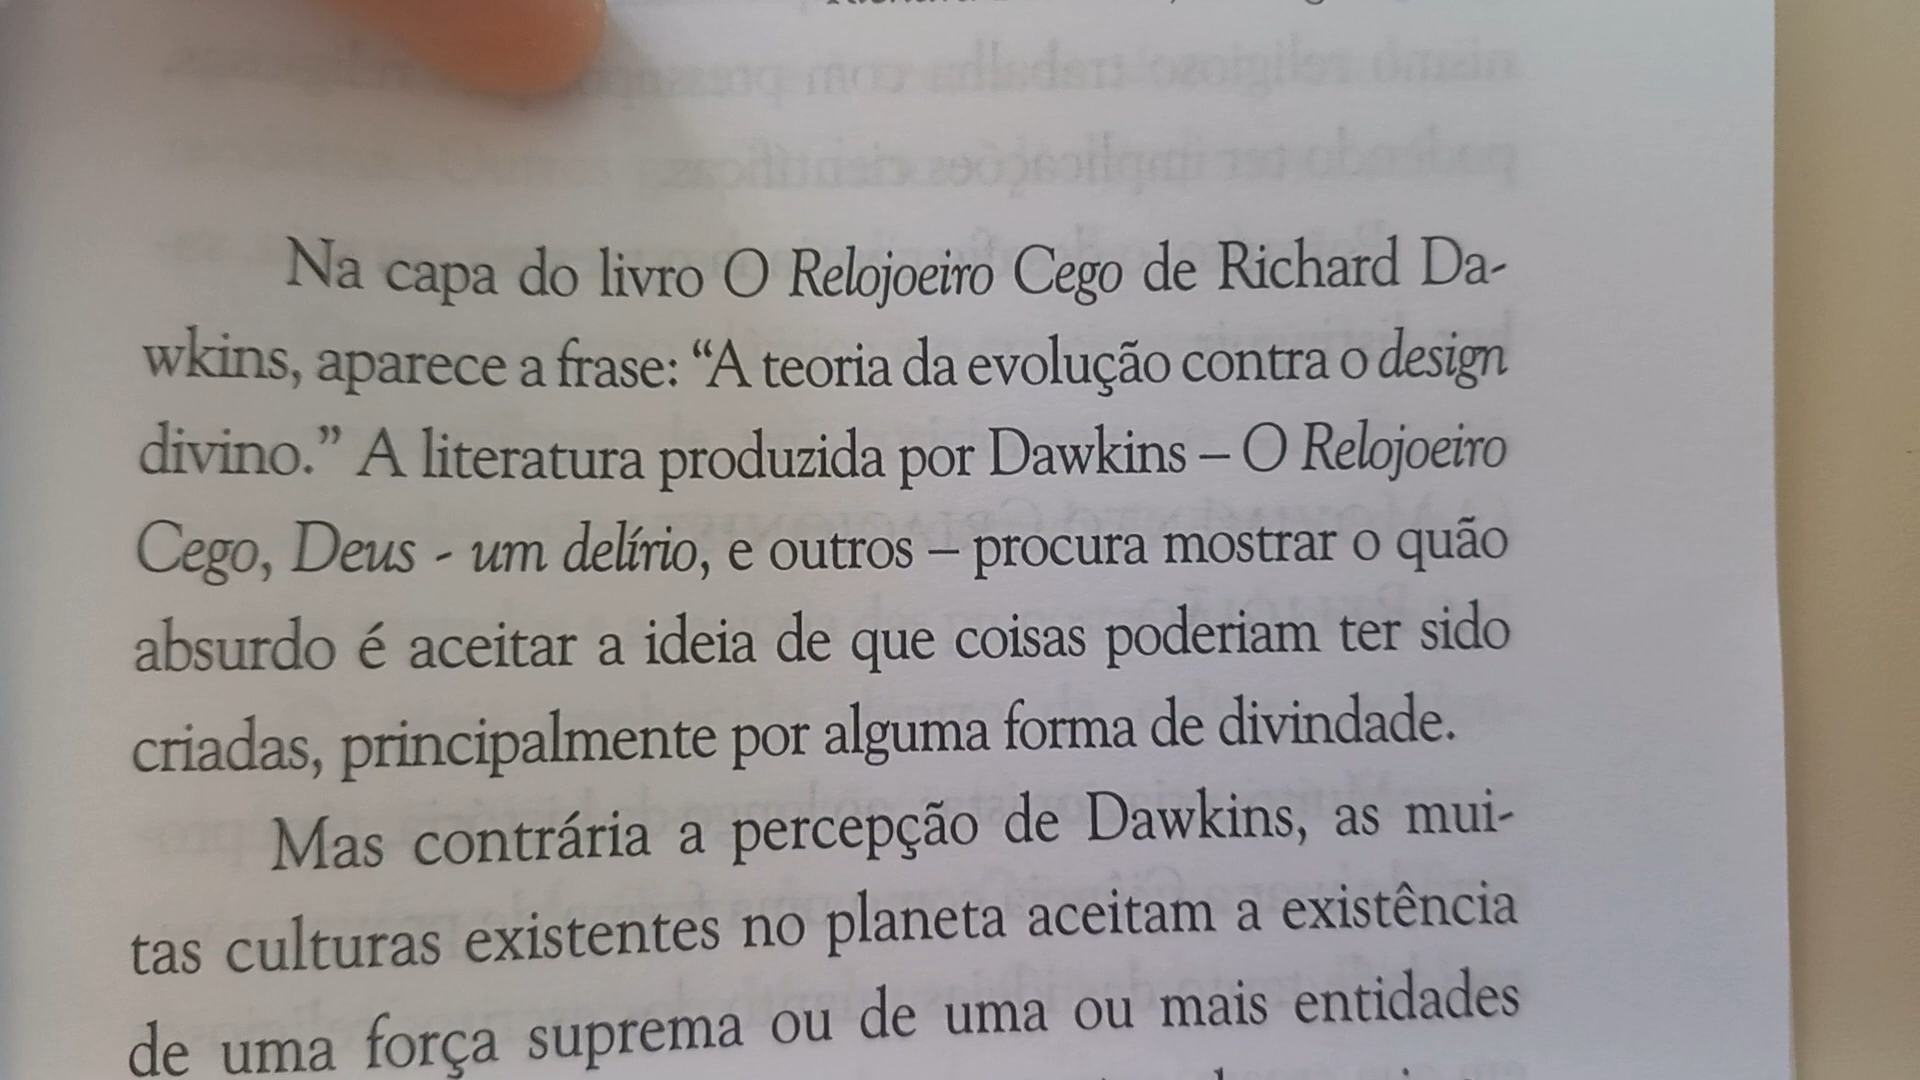 Na capa do livro O Relojoeiro Cego de Richard Da-
wkins, aparece a frase: “A teoria da evolução contra o design
divino.” A literatura produzida por Dawkins – O Relojoeiro
Cego, Deus - um delírio, e outros – procura mostrar o quão
absurdo é aceitar a ideia de que coisas poderiam ter sido
criadas, principalmente por alguma forma de divindade.
Mas contrária a percepção de Dawkins, as mui-
tas culturas existentes no planeta aceitam a existência
de uma força suprema ou de uma ou mais entidades